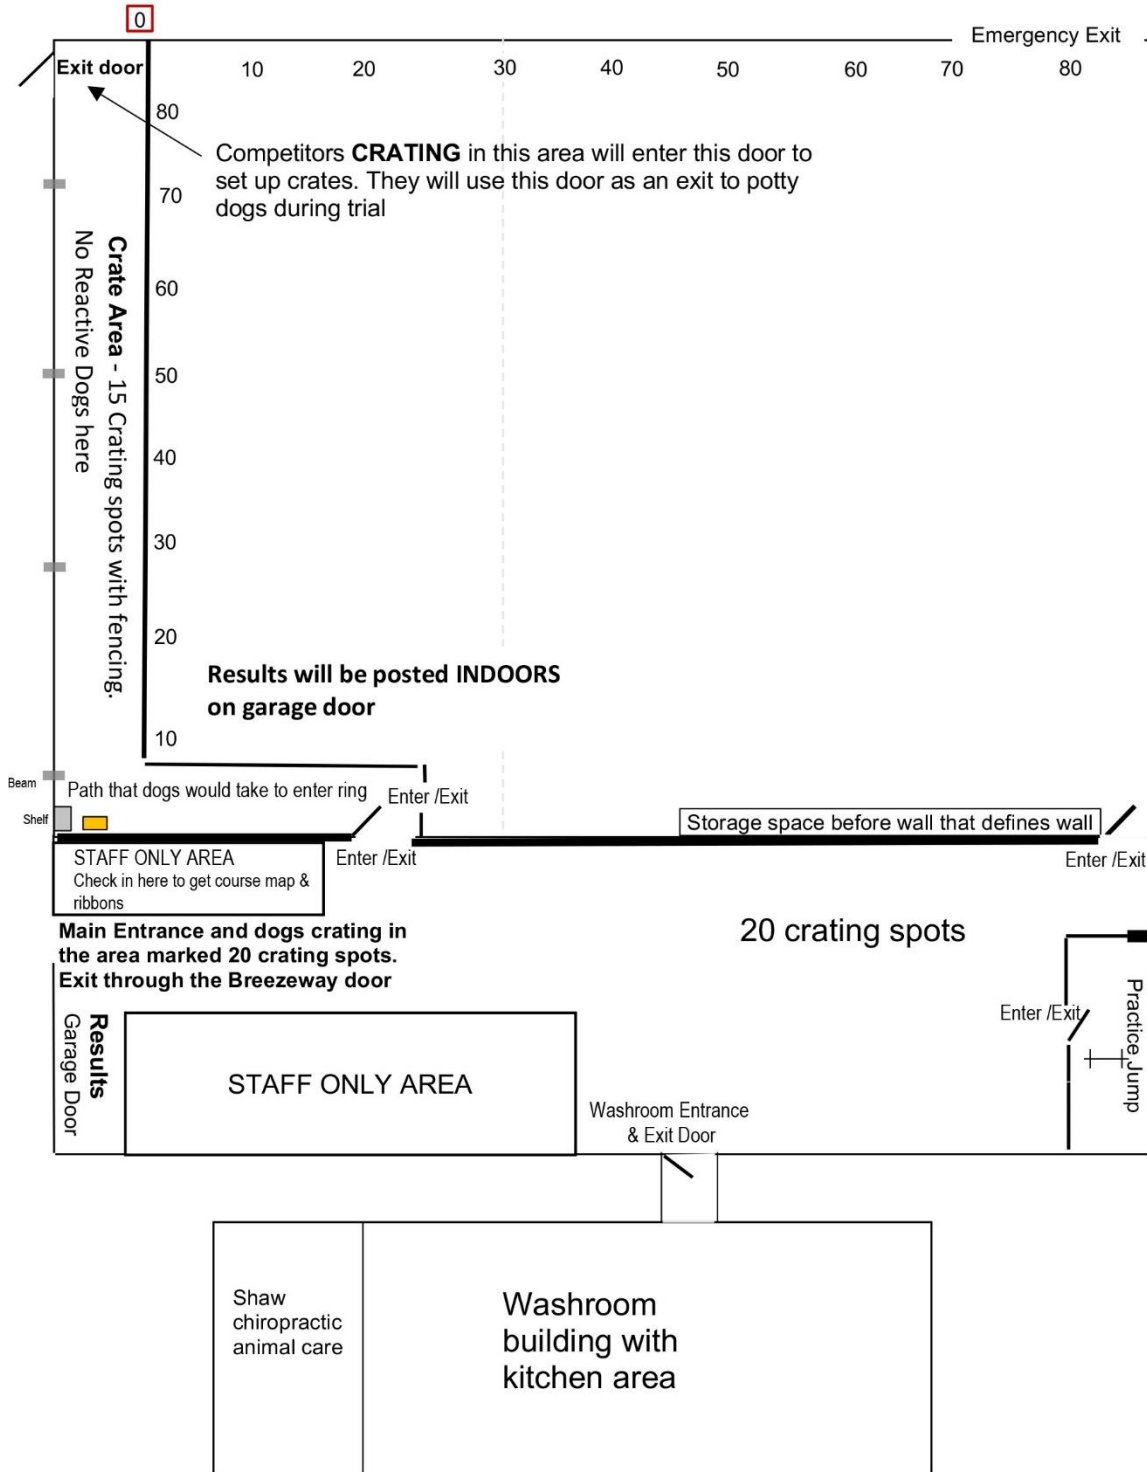 0
Emergency Exit
Exit door
10 20 30 40 50 60 70 80
80
Competitors CRATING in this area will enter this door to
set up crates. They will use this door as an exit to potty
dogs during trial
70
60
50
40
30
20
10
Crate Area - 15 Crating spots with fencing.
No Reactive Dogs here
Results will be posted INDOORS
on garage door
Beam
Path that dogs would take to enter ring
Enter /Exit
Shelf
Storage space before wall that defines wall
STAFF ONLY AREA
Check in here to get course map &
ribbons
Enter /Exit
Enter /Exit
Main Entrance and dogs crating in
the area marked 20 crating spots.
Exit through the Breezeway door
20 crating spots
Results
Garage Door
STAFF ONLY AREA
Enter /Exit
Practice Jump
Washroom Entrance
& Exit Door
Shaw
chiropractic
animal care
Washroom
building with
kitchen area